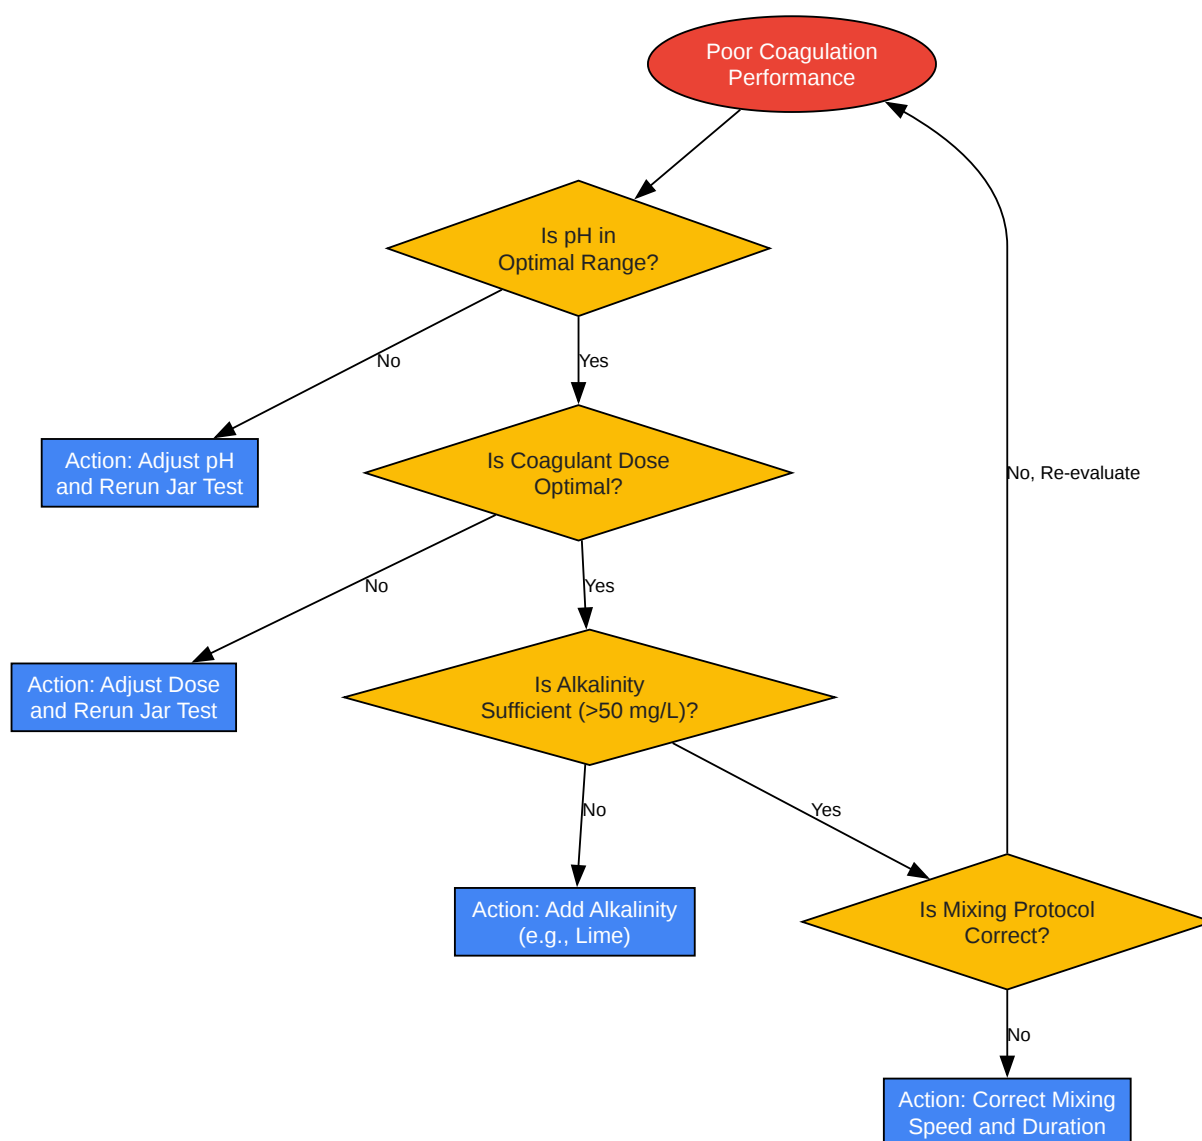 Poor Coagulation
Performance
Is pH in
Optimal Range?
No
Yes
Action: Adjust pH
and Rerun Jar Test
Is Coagulant Dose
Optimal?
No, Re-evaluate
No
Yes
Action: Adjust Dose
and Rerun Jar Test
Is Alkalinity
Sufficient (>50 mg/L)?
No
Yes
Action: Add Alkalinity
(e.g., Lime)
Is Mixing Protocol
Correct?
No
Action: Correct Mixing
Speed and Duration